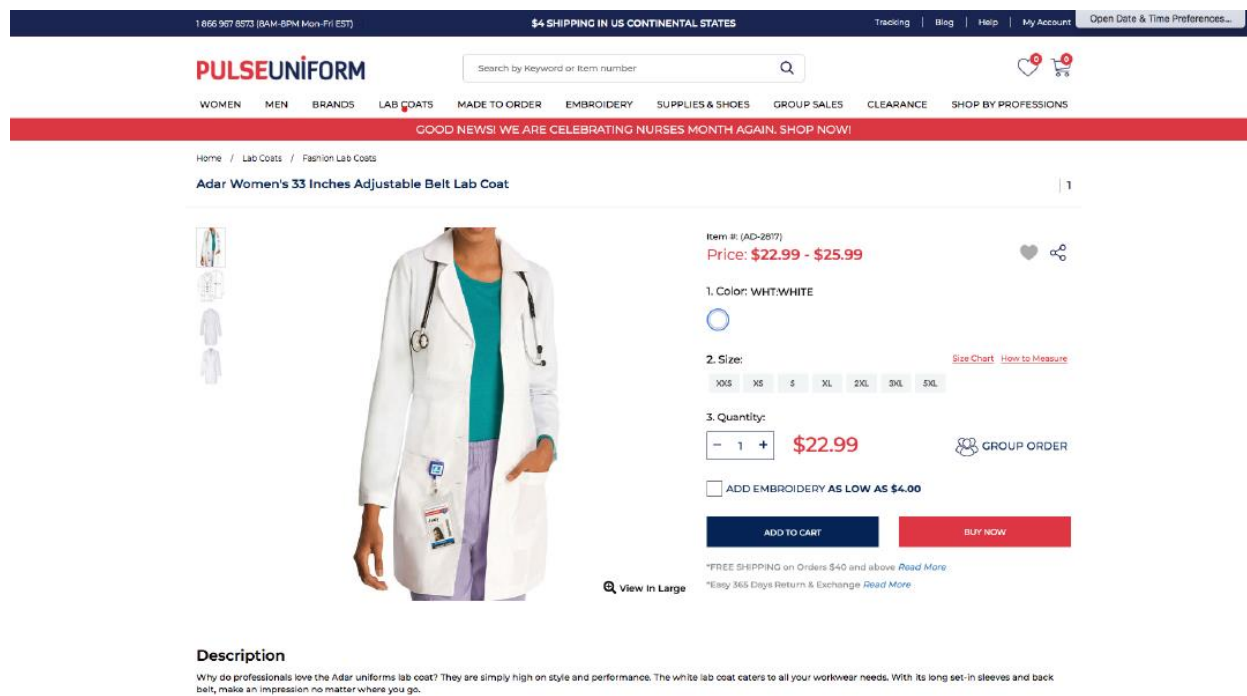 1 866 967 8573 (8AM-8PM Mon-Fri EST)
$4 SHIPPING IN US CONTINENTAL STATES
Tracking | Blog | Help | My Account
Open Date & Time Preferences...
PULSEUNIFORM
Search by Keyword or Item number
0
0
WOMEN MEN BRANDS LAB COATS MADE TO ORDER EMBROIDERY SUPPLIES & SHOES GROUP SALES CLEARANCE SHOP BY PROFESSIONS
GOOD NEWS! WE ARE CELEBRATING NURSES MONTH AGAIN. SHOP NOW!
Home / Lab Coats / Fashion Lab Coats
Adar Women's 33 Inches Adjustable Belt Lab Coat
| 1
Item #: (AD-2817)
Price: $22.99 - $25.99
1. Color: WHT:WHITE
2. Size:
Size Chart How to Measure
XXS XS S XL 2XL 3XL 5XL
3. Quantity:
- 1 + $22.99
GROUP ORDER
ADD EMBROIDERY AS LOW AS $4.00
ADD TO CART
BUY NOW
*FREE SHIPPING on Orders $40 and above Read More
*Easy 365 Days Return & Exchange Read More
View In Large
Description
Why do professionals love the Adar uniforms lab coat? They are simply high on style and performance. The white lab coat caters to all your workwear needs. With its long set-in sleeves and back
belt, make an impression no matter where you go.